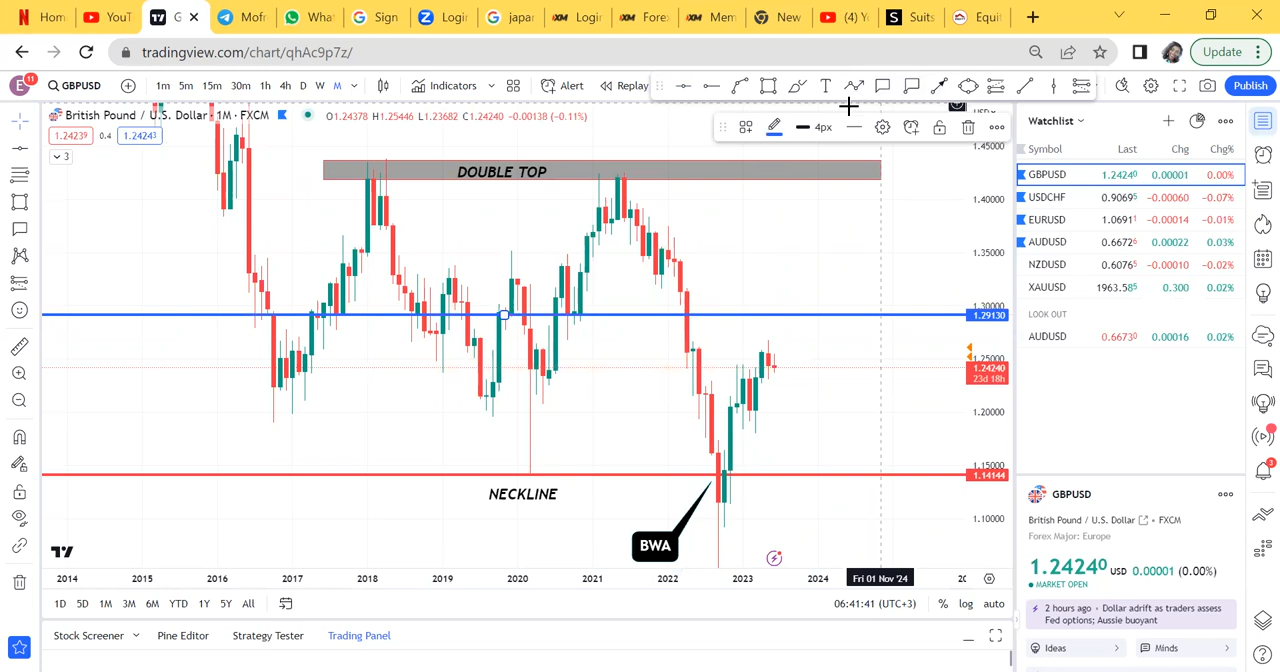 Hom YouT G Mofr What Sign Login japar Login Fore Mem New (4) Y Suits Equit
tradingview.com/chart/qhAc9p7z/ Update
E 11 GBPUSD 1m 5m 15m 30m 1h 4h D W M Indicators Alert Replay Publish
British Pound / U.S. Dollar · 1M · FXCM O1.24378 H1.25446 L1.23682 C1.24240 −0.00138 (−0.11%)
1.24239 0.4 1.24243
3
4px
DOUBLE TOP
NECKLINE
BWA
1.45000
1.40000
1.35000
1.30000
1.29130
1.25000
1.24240
23d 18h
1.20000
1.15000
1.14144
1.10000
2014 2015 2016 2017 2018 2019 2020 2021 2022 2023 2024 Fri 01 Nov '24
1D 5D 1M 3M 6M YTD 1Y 5Y All 06:41:41 (UTC+3) % log auto
Stock Screener Pine Editor Strategy Tester Trading Panel
Watchlist
Symbol Last Chg Chg%
GBPUSD 1.24240 0.00001 0.00%
USDCHF 0.90695 −0.00060 −0.07%
EURUSD 1.06911 −0.00014 −0.01%
AUDUSD 0.66726 0.00022 0.03%
NZDUSD 0.60765 −0.00010 −0.02%
XAUUSD 1963.585 0.300 0.02%
LOOK OUT
AUDUSD 0.66730 0.00016 0.02%
GBPUSD
British Pound / U.S. Dollar • FXCM
Forex Major: Europe
1.24240 USD 0.00001 (0.00%)
MARKET OPEN
2 hours ago • Dollar adrift as traders assess
Fed options; Aussie buoyant
Ideas Minds
3